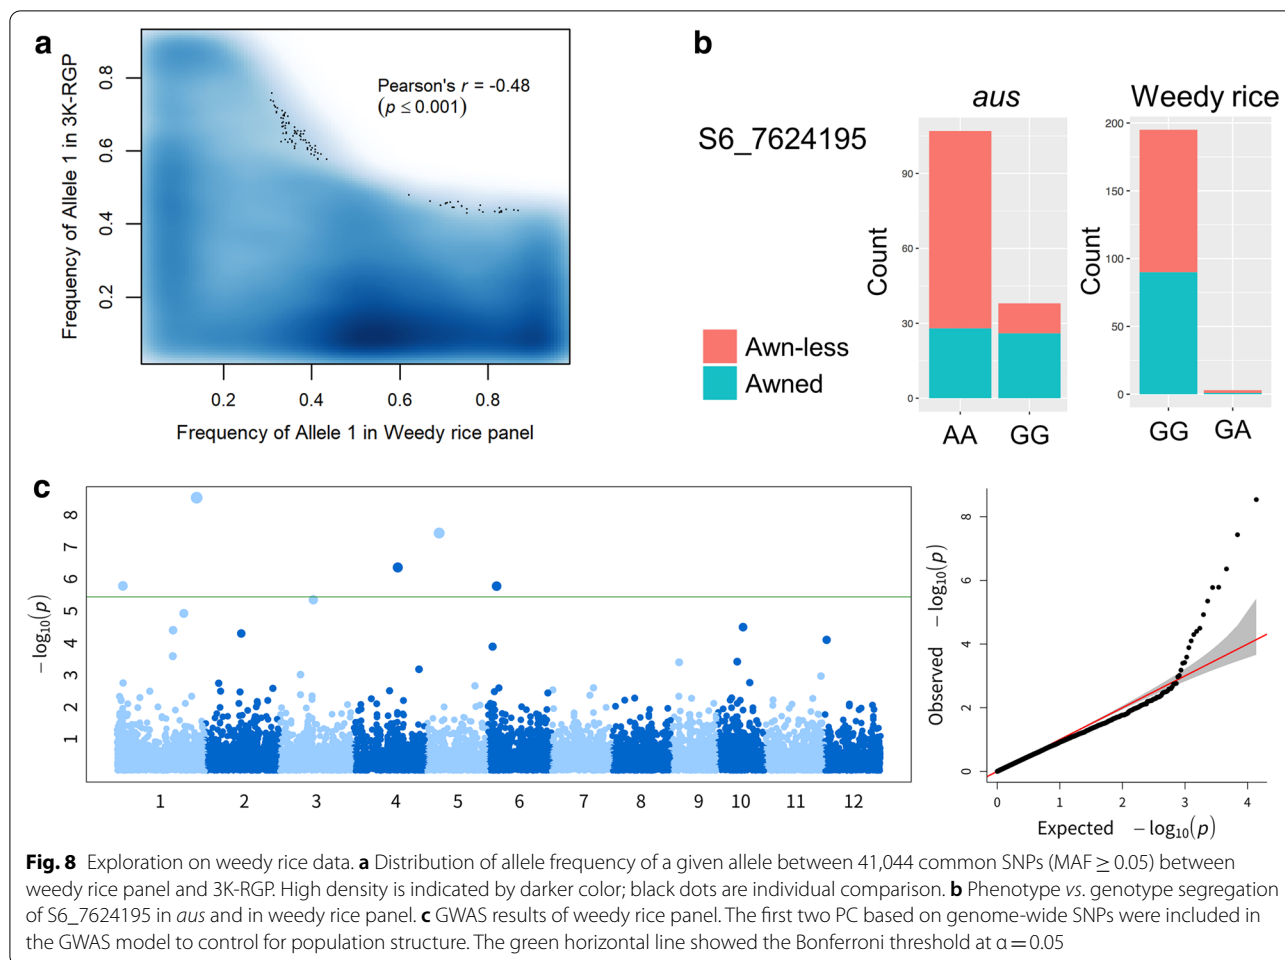 a
Frequency of Allele 1 in 3K-RGP
0.8
0.6
0.4
0.2
Pearson's r = -0.48
(p ≤ 0.001)
0.2 0.4 0.6 0.8
Frequency of Allele 1 in Weedy rice panel
b
S6_7624195
Awn-less
Awned
aus
Count
90
60
30
0
AA GG
Weedy rice
Count
200
150
100
50
0
GG GA
c
−log10(p)
8
7
6
5
4
3
2
1
1 2 3 4 5 6 7 8 9 10 11 12
Observed −log10(p)
8
6
4
2
0
0 1 2 3 4
Expected −log10(p)
Fig. 8 Exploration on weedy rice data. a Distribution of allele frequency of a given allele between 41,044 common SNPs (MAF ≥ 0.05) between
weedy rice panel and 3K-RGP. High density is indicated by darker color; black dots are individual comparison. b Phenotype vs. genotype segregation
of S6_7624195 in aus and in weedy rice panel. c GWAS results of weedy rice panel. The first two PC based on genome-wide SNPs were included in
the GWAS model to control for population structure. The green horizontal line showed the Bonferroni threshold at α = 0.05